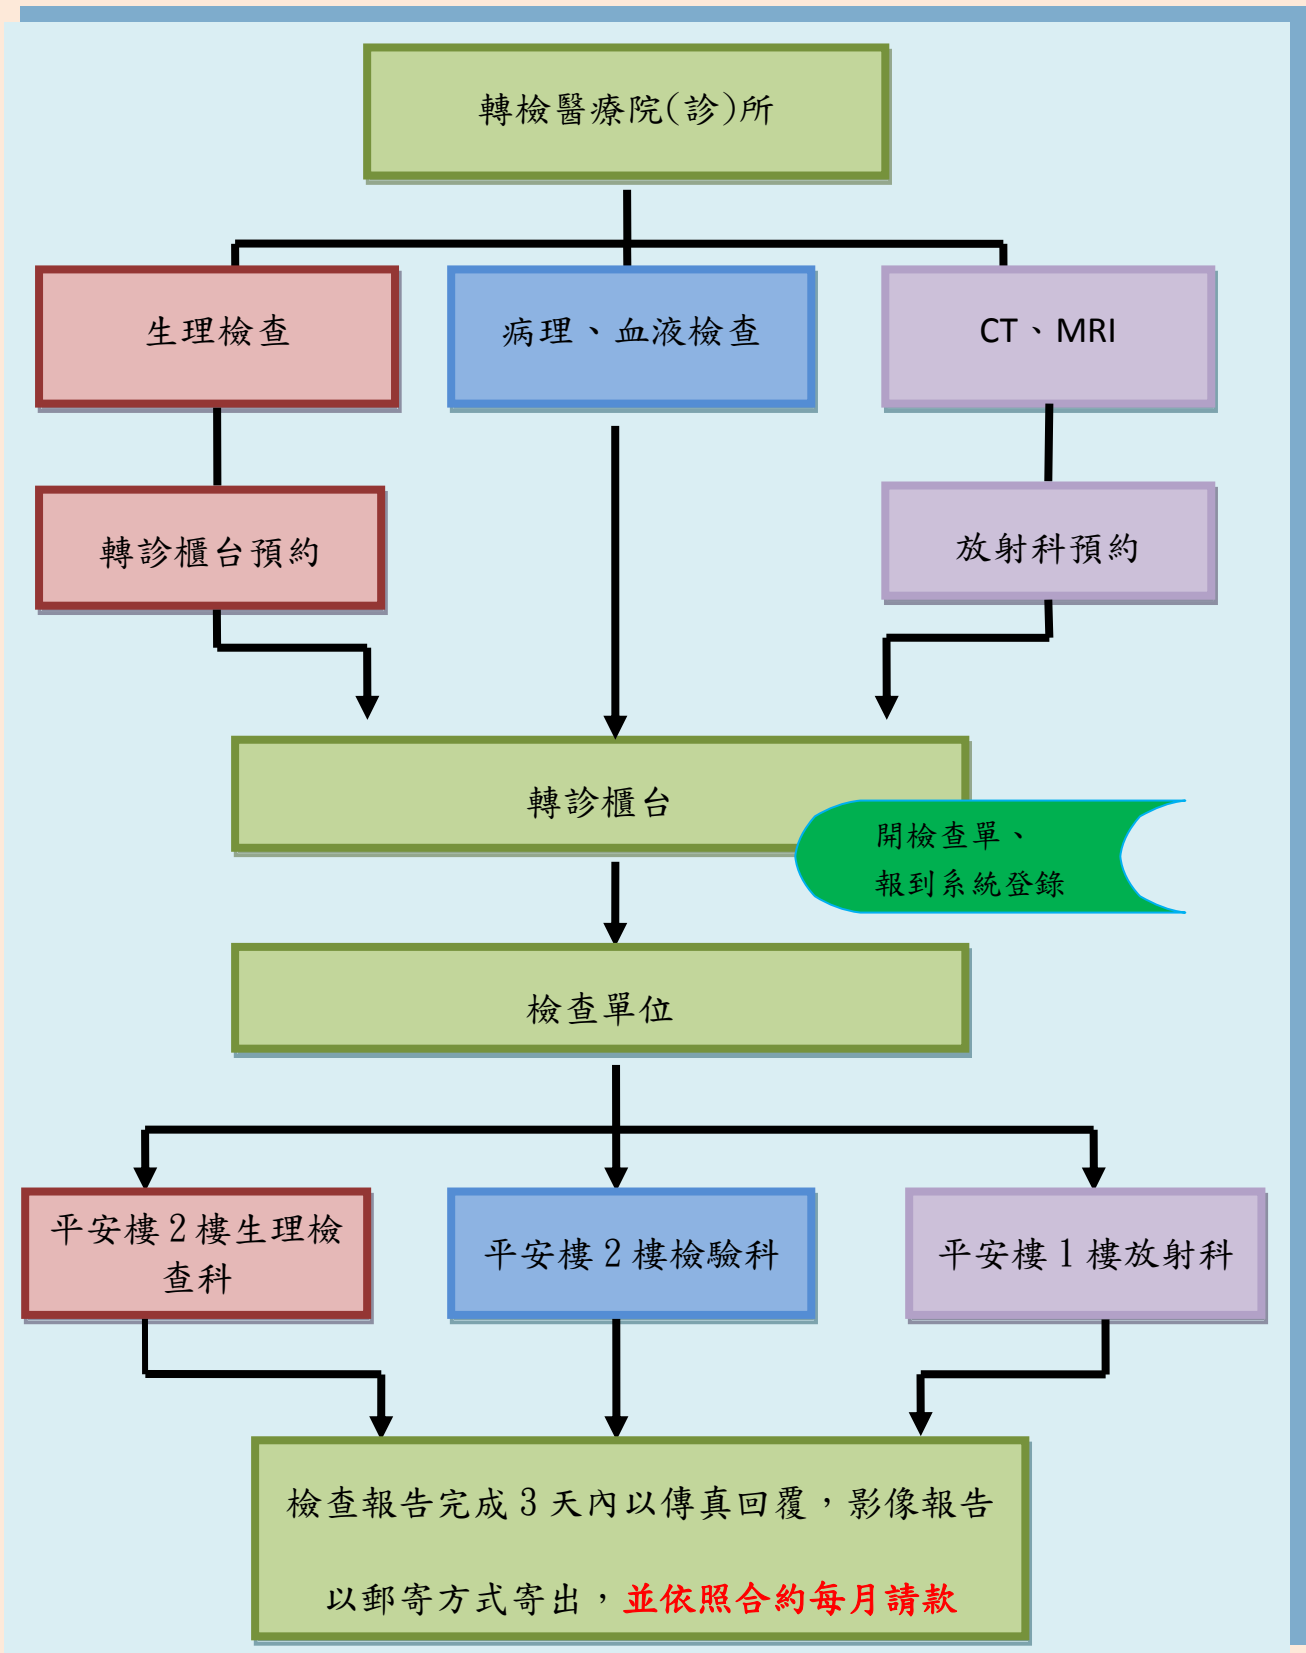 轉檢醫療院(診)所
生理檢查
病理、血液檢查
CT、MRI
轉診櫃台預約
放射科預約
轉診櫃台
開檢查單、
報到系統登錄
檢查單位
平安樓2樓生理檢
查科
平安樓2樓檢驗科
平安樓1樓放射科
檢查報告完成3天內以傳真回覆，影像報告
以郵寄方式寄出，並依照合約每月請款